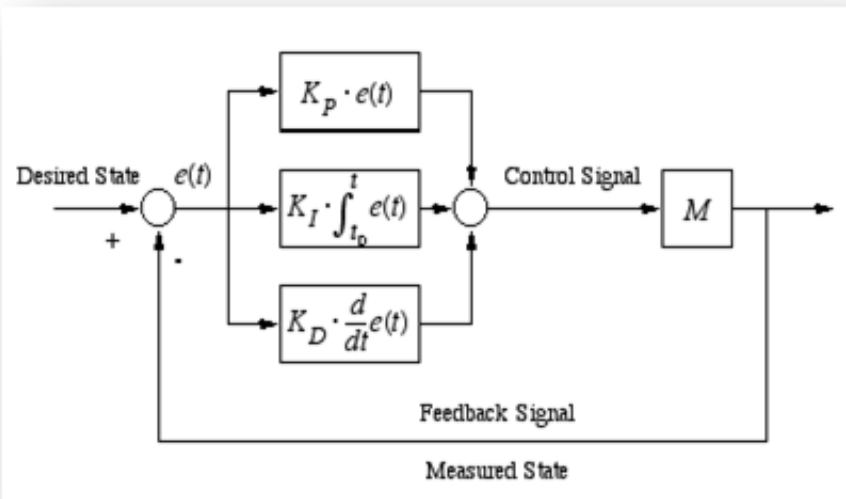 K_P · e(t)
Desired State
e(t)
K_I · ∫_{t_0}^{t} e(t)
Control Signal
M
+
-
K_D · d/dt e(t)
Feedback Signal
Measured State